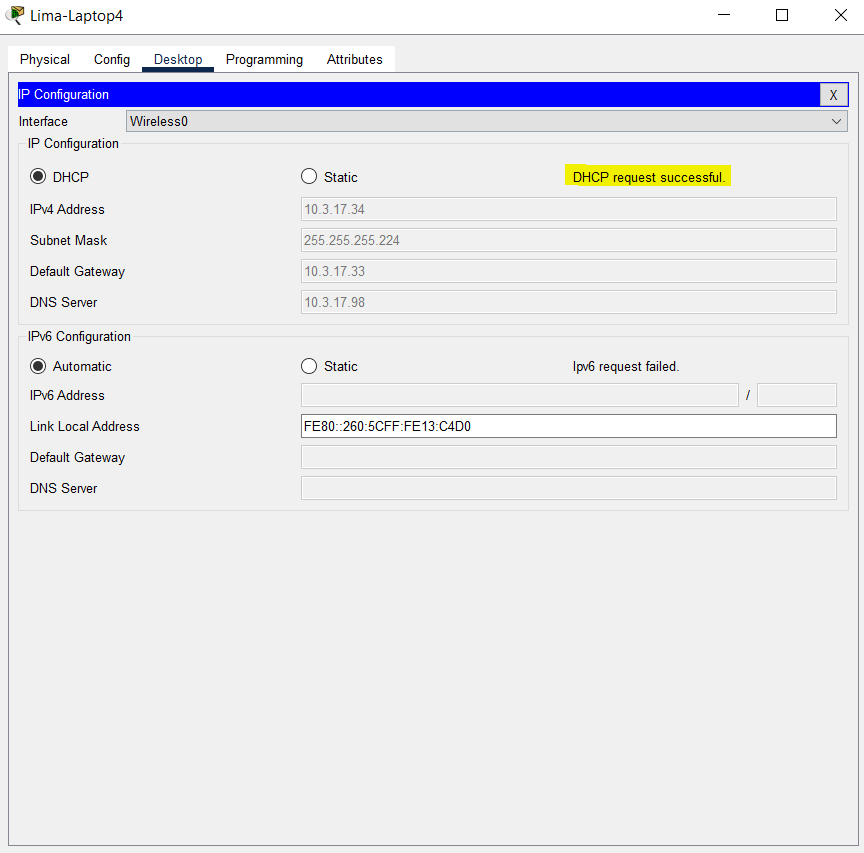 Lima-Laptop4
Physical Config Desktop Programming Attributes
IP Configuration X
Interface Wireless0
IP Configuration
DHCP Static DHCP request successful.
IPv4 Address 10.3.17.34
Subnet Mask 255.255.255.224
Default Gateway 10.3.17.33
DNS Server 10.3.17.98
IPv6 Configuration
Automatic Static Ipv6 request failed.
IPv6 Address /
Link Local Address FE80::260:5CFF:FE13:C4D0
Default Gateway
DNS Server